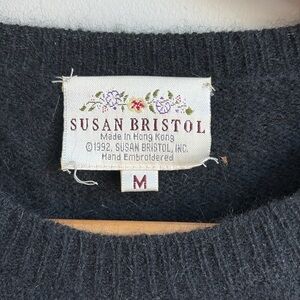 SUSAN BRISTOL
Made in Hong Kong
©1992, SUSAN BRISTOL, INC.
Hand Embroidered
M